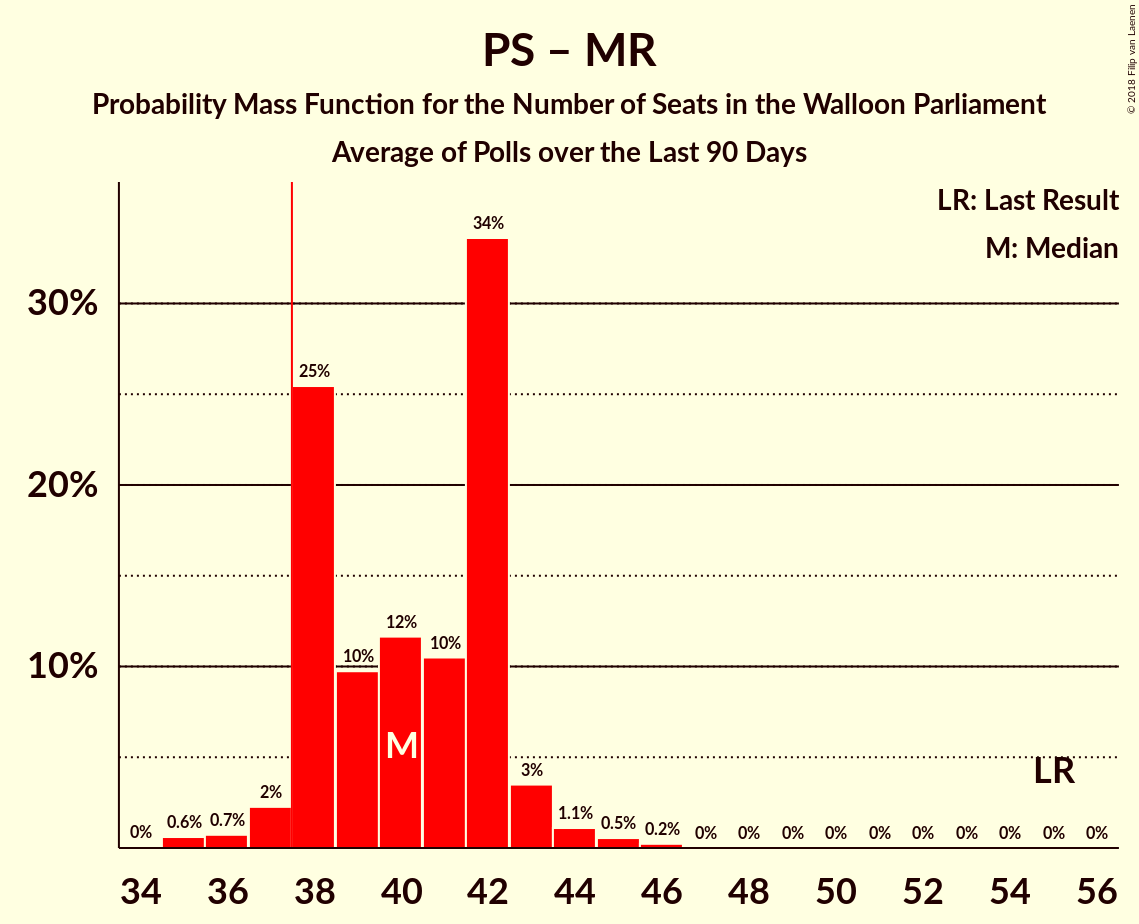 PS – MR
Probability Mass Function for the Number of Seats in the Walloon Parliament
Average of Polls over the Last 90 Days
© 2018 Filip van Laenen
LR: Last Result
M: Median
34%
30%
25%
20%
12%
10%
10%
10%
M
3%
LR
2%
0% 0.6% 0.7% 1.1% 0.5% 0.2% 0% 0% 0% 0% 0% 0% 0% 0% 0% 0%
34 36 38 40 42 44 46 48 50 52 54 56